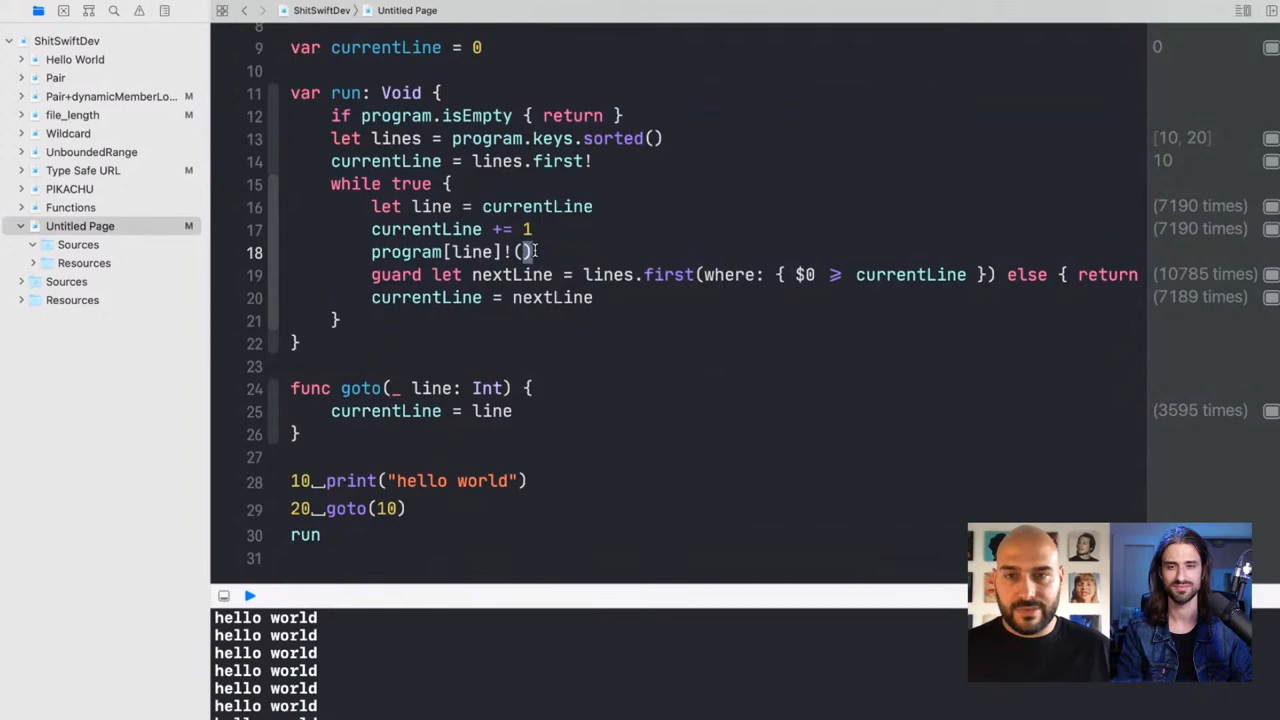 ShitSwiftDev 〉 Untitled Page
ShitSwiftDev
Hello World
Pair
Pair+dynamicMemberLo... M
file_length M
Wildcard
UnboundedRange
Type Safe URL M
PIKACHU
Functions
Untitled Page M
Sources
Resources
Sources
Resources
8
9 var currentLine = 0 0
10
11 var run: Void {
12 if program.isEmpty { return }
13 let lines = program.keys.sorted() [10, 20]
14 currentLine = lines.first! 10
15 while true {
16 let line = currentLine (7190 times)
17 currentLine += 1 (7190 times)
18 program[line]!()
19 guard let nextLine = lines.first(where: { $0 ⩾ currentLine }) else { return (10785 times)
20 currentLine = nextLine (7189 times)
21 }
22 }
23
24 func goto(_ line: Int) {
25 currentLine = line (3595 times)
26 }
27
28 10␣print("hello world")
29 20␣goto(10)
30 run
31
hello world
hello world
hello world
hello world
hello world
hello world